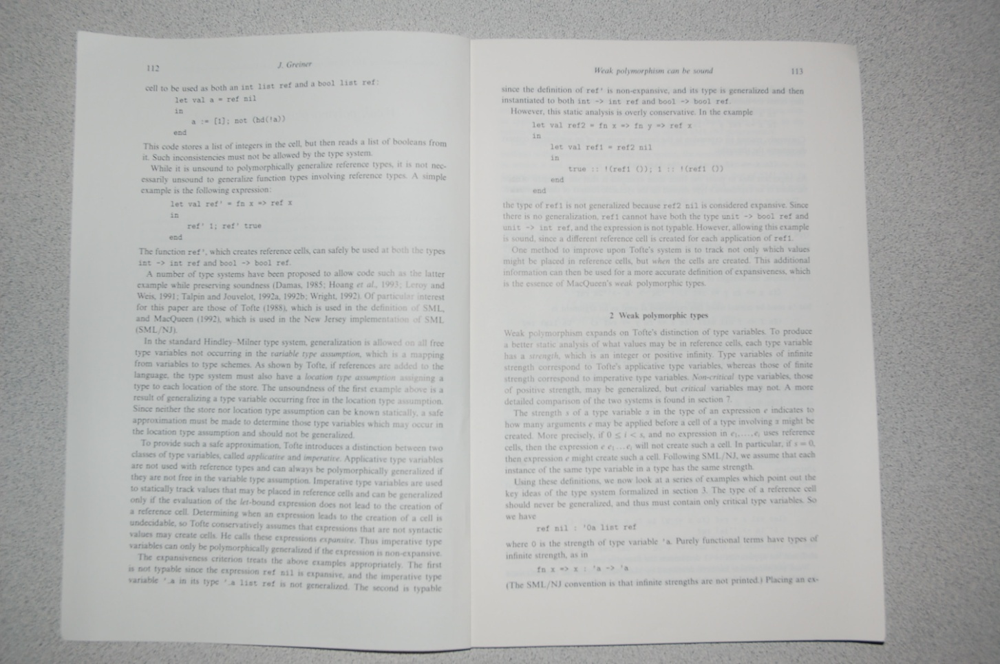 112
J. Greiner
cell to be used as both an int list ref and a bool list ref:
let val a = ref nil
in
a := [1]; not (hd(!a))
end
This code stores a list of integers in the cell, but then reads a list of booleans from
it. Such inconsistencies must not be allowed by the type system.
While it is unsound to polymorphically generalize reference types, it is not nec-
essarily unsound to generalize function types involving reference types. A simple
example is the following expression:
let val ref' = fn x => ref x
in
ref' 1; ref' true
end
The function ref', which creates reference cells, can safely be used at both the types
int -> int ref and bool -> bool ref.
A number of type systems have been proposed to allow code such as the latter
example while preserving soundness (Damas, 1985; Hoang et al., 1993; Leroy and
Weis, 1991; Talpin and Jouvelot, 1992a, 1992b; Wright, 1992). Of particular interest
for this paper are those of Tofte (1988), which is used in the definition of SML,
and MacQueen (1992), which is used in the New Jersey implementation of SML
(SML/NJ).
In the standard Hindley–Milner type system, generalization is allowed on all free
type variables not occurring in the variable type assumption, which is a mapping
from variables to type schemes. As shown by Tofte, if references are added to the
language, the type system must also have a location type assumption assigning a
type to each location of the store. The unsoundness of the first example above is a
result of generalizing a type variable occurring free in the location type assumption.
Since neither the store nor location type assumption can be known statically, a safe
approximation must be made to determine those type variables which may occur in
the location type assumption and should not be generalized.
To provide such a safe approximation, Tofte introduces a distinction between two
classes of type variables, called applicative and imperative. Applicative type variables
are not used with reference types and can always be polymorphically generalized if
they are not free in the variable type assumption. Imperative type variables are used
to statically track values that may be placed in reference cells and can be generalized
only if the evaluation of the let-bound expression does not lead to the creation of
a reference cell. Determining when an expression leads to the creation of a cell is
undecidable, so Tofte conservatively assumes that expressions that are not syntactic
values may create cells. He calls these expressions expansive. Thus imperative type
variables can only be polymorphically generalized if the expression is non-expansive.
The expansiveness criterion treats the above examples appropriately. The first
is not typable since the expression ref nil is expansive, and the imperative type
variable '_a in its type '_a list ref is not generalized. The second is typable
Weak polymorphism can be sound
113
since the definition of ref' is non-expansive, and its type is generalized and then
instantiated to both int -> int ref and bool -> bool ref.
However, this static analysis is overly conservative. In the example
let val ref2 = fn x => fn y => ref x
in
let val ref1 = ref2 nil
in
true :: !(ref1 ()); 1 :: !(ref1 ())
end
end
the type of ref1 is not generalized because ref2 nil is considered expansive. Since
there is no generalization, ref1 cannot have both the type unit -> bool ref and
unit -> int ref, and the expression is not typable. However, allowing this example
is sound, since a different reference cell is created for each application of ref1.
One method to improve upon Tofte's system is to track not only which values
might be placed in reference cells, but when the cells are created. This additional
information can then be used for a more accurate definition of expansiveness, which
is the essence of MacQueen's weak polymorphic types.
2 Weak polymorphic types
Weak polymorphism expands on Tofte's distinction of type variables. To produce
a better static analysis of what values may be in reference cells, each type variable
has a strength, which is an integer or positive infinity. Type variables of infinite
strength correspond to Tofte's applicative type variables, whereas those of finite
strength correspond to imperative type variables. Non-critical type variables, those
of positive strength, may be generalized, but critical variables may not. A more
detailed comparison of the two systems is found in section 7.
The strength s of a type variable α in the type of an expression e indicates to
how many arguments e may be applied before a cell of a type involving α might be
created. More precisely, if 0 ≤ i < s, and no expression in e₁,...,eᵢ uses reference
cells, then the expression e e₁...eᵢ will not create such a cell. In particular, if s = 0,
then expression e might create such a cell. Following SML/NJ, we assume that each
instance of the same type variable in a type has the same strength.
Using these definitions, we now look at a series of examples which point out the
key ideas of the type system formalized in section 3. The type of a reference cell
should never be generalized, and thus must contain only critical type variables. So
we have
ref nil : '0a list ref
where 0 is the strength of type variable 'a. Purely functional terms have types of
infinite strength, as in
fn x => x : 'a -> 'a
(The SML/NJ convention is that infinite strengths are not printed.) Placing an ex-